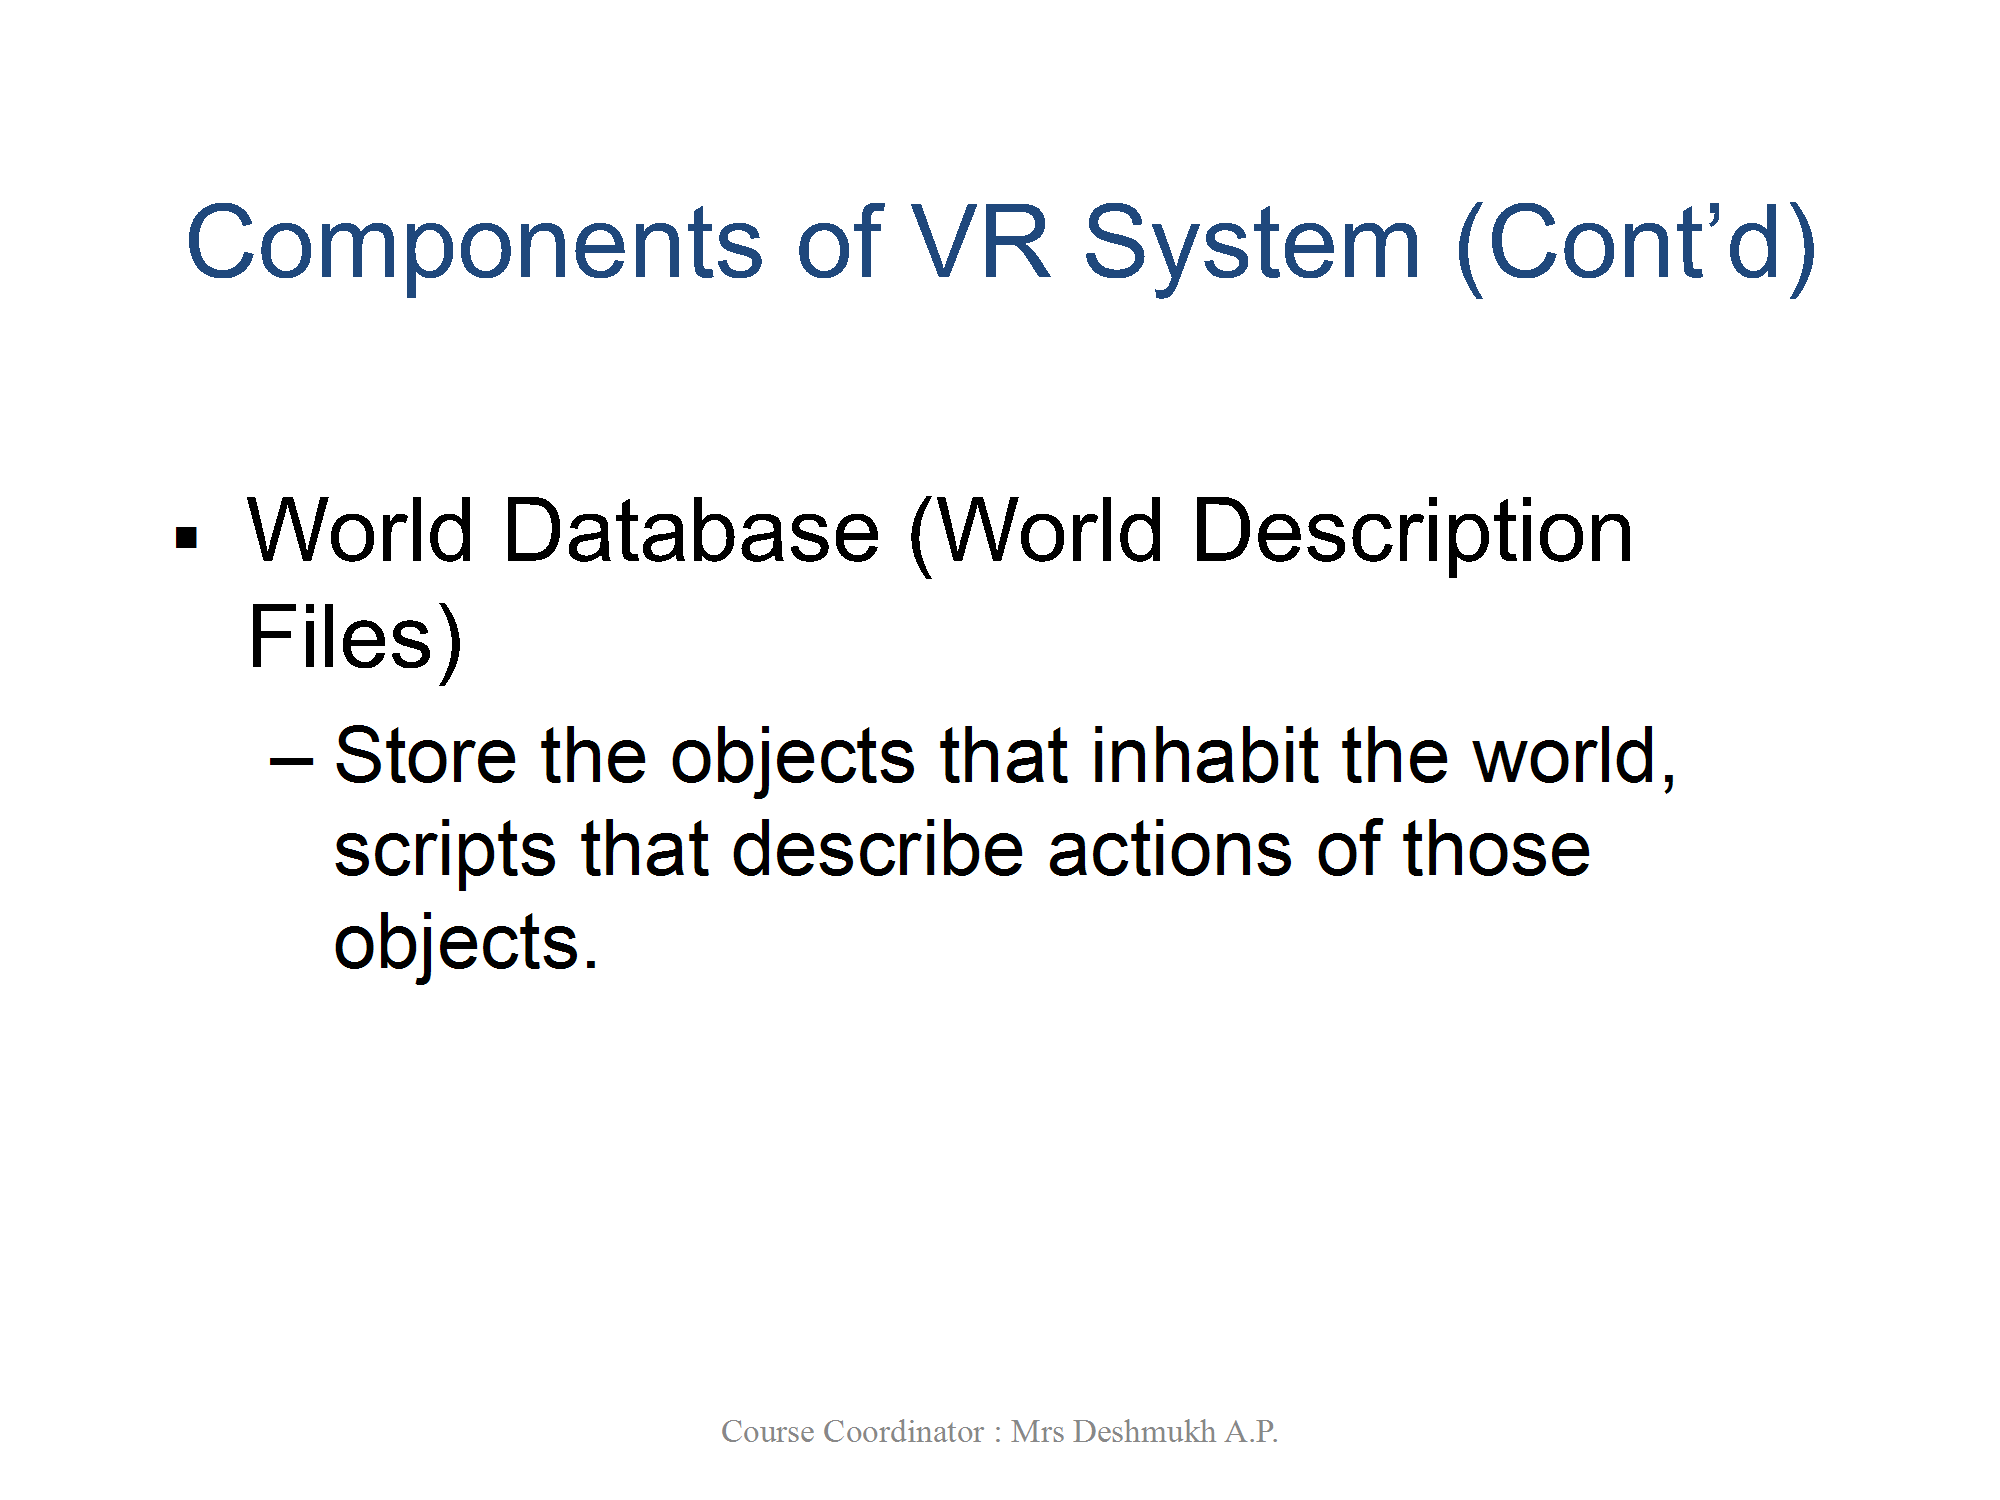 Components of VR System (Cont’d)
▪ World Database (World Description
Files)
– Store the objects that inhabit the world,
scripts that describe actions of those
objects.
Course Coordinator : Mrs Deshmukh A.P.